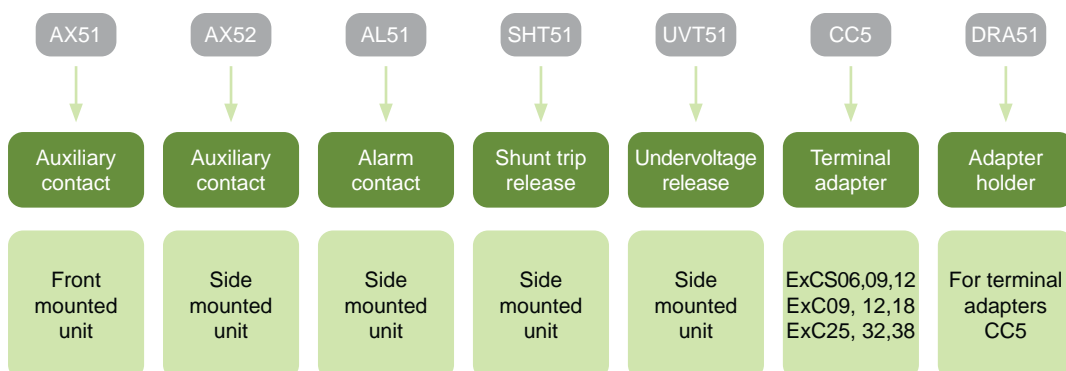 AX51
AX52
AL51
SHT51
UVT51
CC5
DRA51
Auxiliary
contact
Auxiliary
contact
Alarm
contact
Shunt trip
release
Undervoltage
release
Terminal
adapter
Adapter
holder
Front
mounted
unit
Side
mounted
unit
Side
mounted
unit
Side
mounted
unit
Side
mounted
unit
ExCS06,09,12
ExC09, 12,18
ExC25, 32,38
For terminal
adapters
CC5